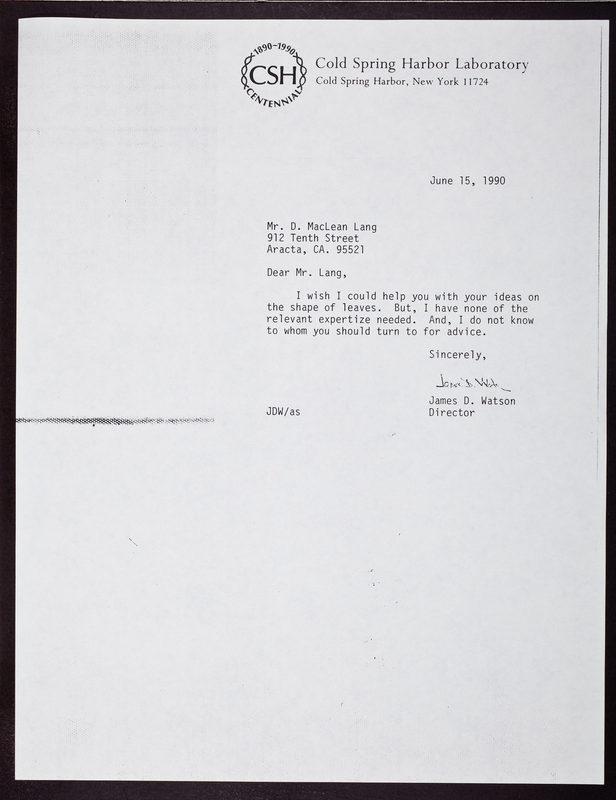 1890-1990
CSH
CENTENNIAL
Cold Spring Harbor Laboratory
Cold Spring Harbor, New York 11724
June 15, 1990
Mr. D. MacLean Lang
912 Tenth Street
Aracta, CA. 95521
Dear Mr. Lang,
I wish I could help you with your ideas on
the shape of leaves. But, I have none of the
relevant expertize needed. And, I do not know
to whom you should turn to for advice.
Sincerely,
James D. Watson
JDW/as
Director